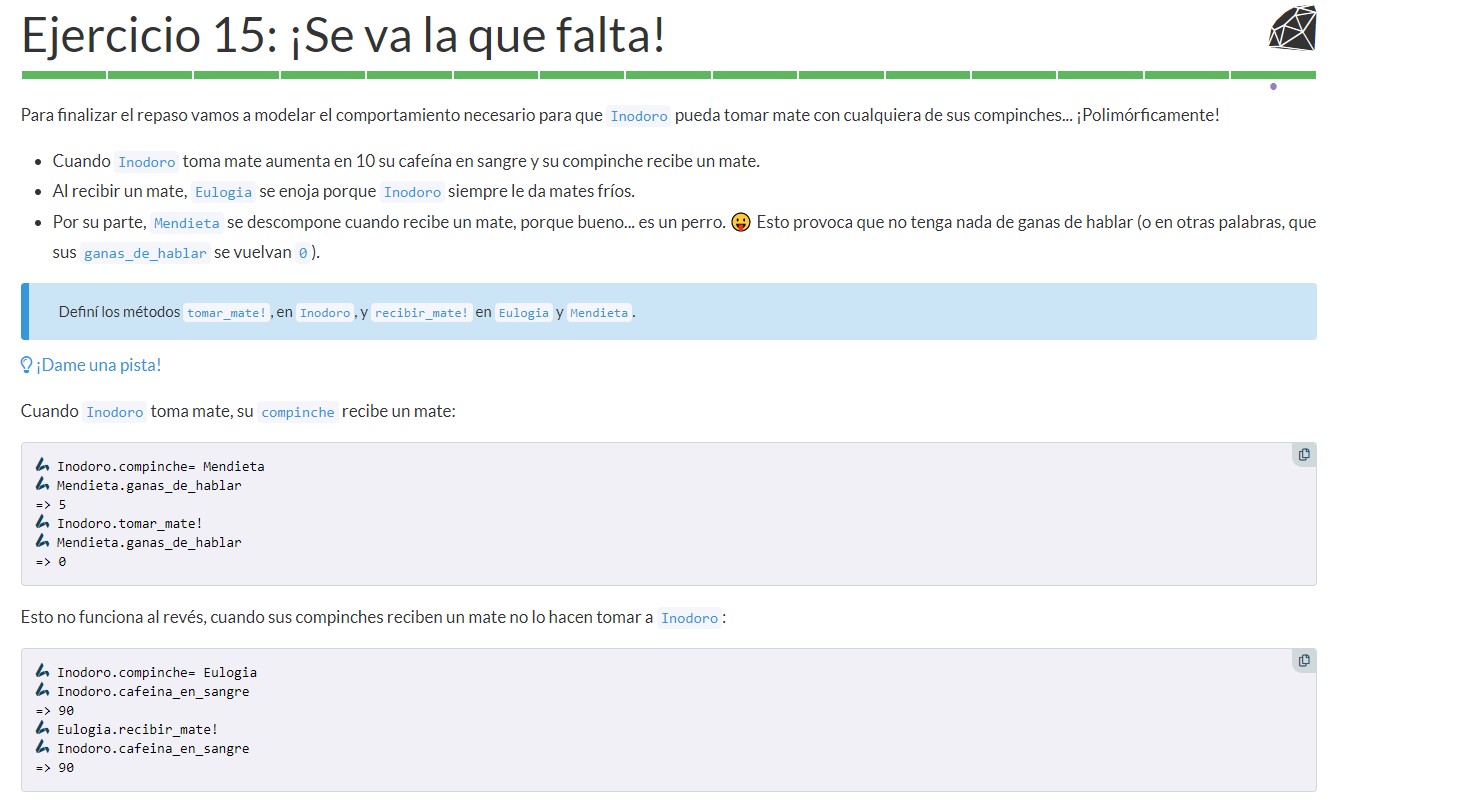 Ejercicio 15: ¡Se va la que falta!
Para finalizar el repaso vamos a modelar el comportamiento necesario para que Inodoro pueda tomar mate con cualquiera de sus compinches... ¡Polimórficamente!
• Cuando Inodoro toma mate aumenta en 10 su cafeína en sangre y su compinche recibe un mate.
• Al recibir un mate, Eulogia se enoja porque Inodoro siempre le da mates fríos.
• Por su parte, Mendieta se descompone cuando recibe un mate, porque bueno... es un perro. 😛 Esto provoca que no tenga nada de ganas de hablar (o en otras palabras, que
sus ganas_de_hablar se vuelvan 0 ).
Definí los métodos tomar_mate!, en Inodoro, y recibir_mate! en Eulogia y Mendieta.
¡Dame una pista!
Cuando Inodoro toma mate, su compinche recibe un mate:
Inodoro.compinche= Mendieta
Mendieta.ganas_de_hablar
=> 5
Inodoro.tomar_mate!
Mendieta.ganas_de_hablar
=> 0
Esto no funciona al revés, cuando sus compinches reciben un mate no lo hacen tomar a Inodoro:
Inodoro.compinche= Eulogia
Inodoro.cafeina_en_sangre
=> 90
Eulogia.recibir_mate!
Inodoro.cafeina_en_sangre
=> 90